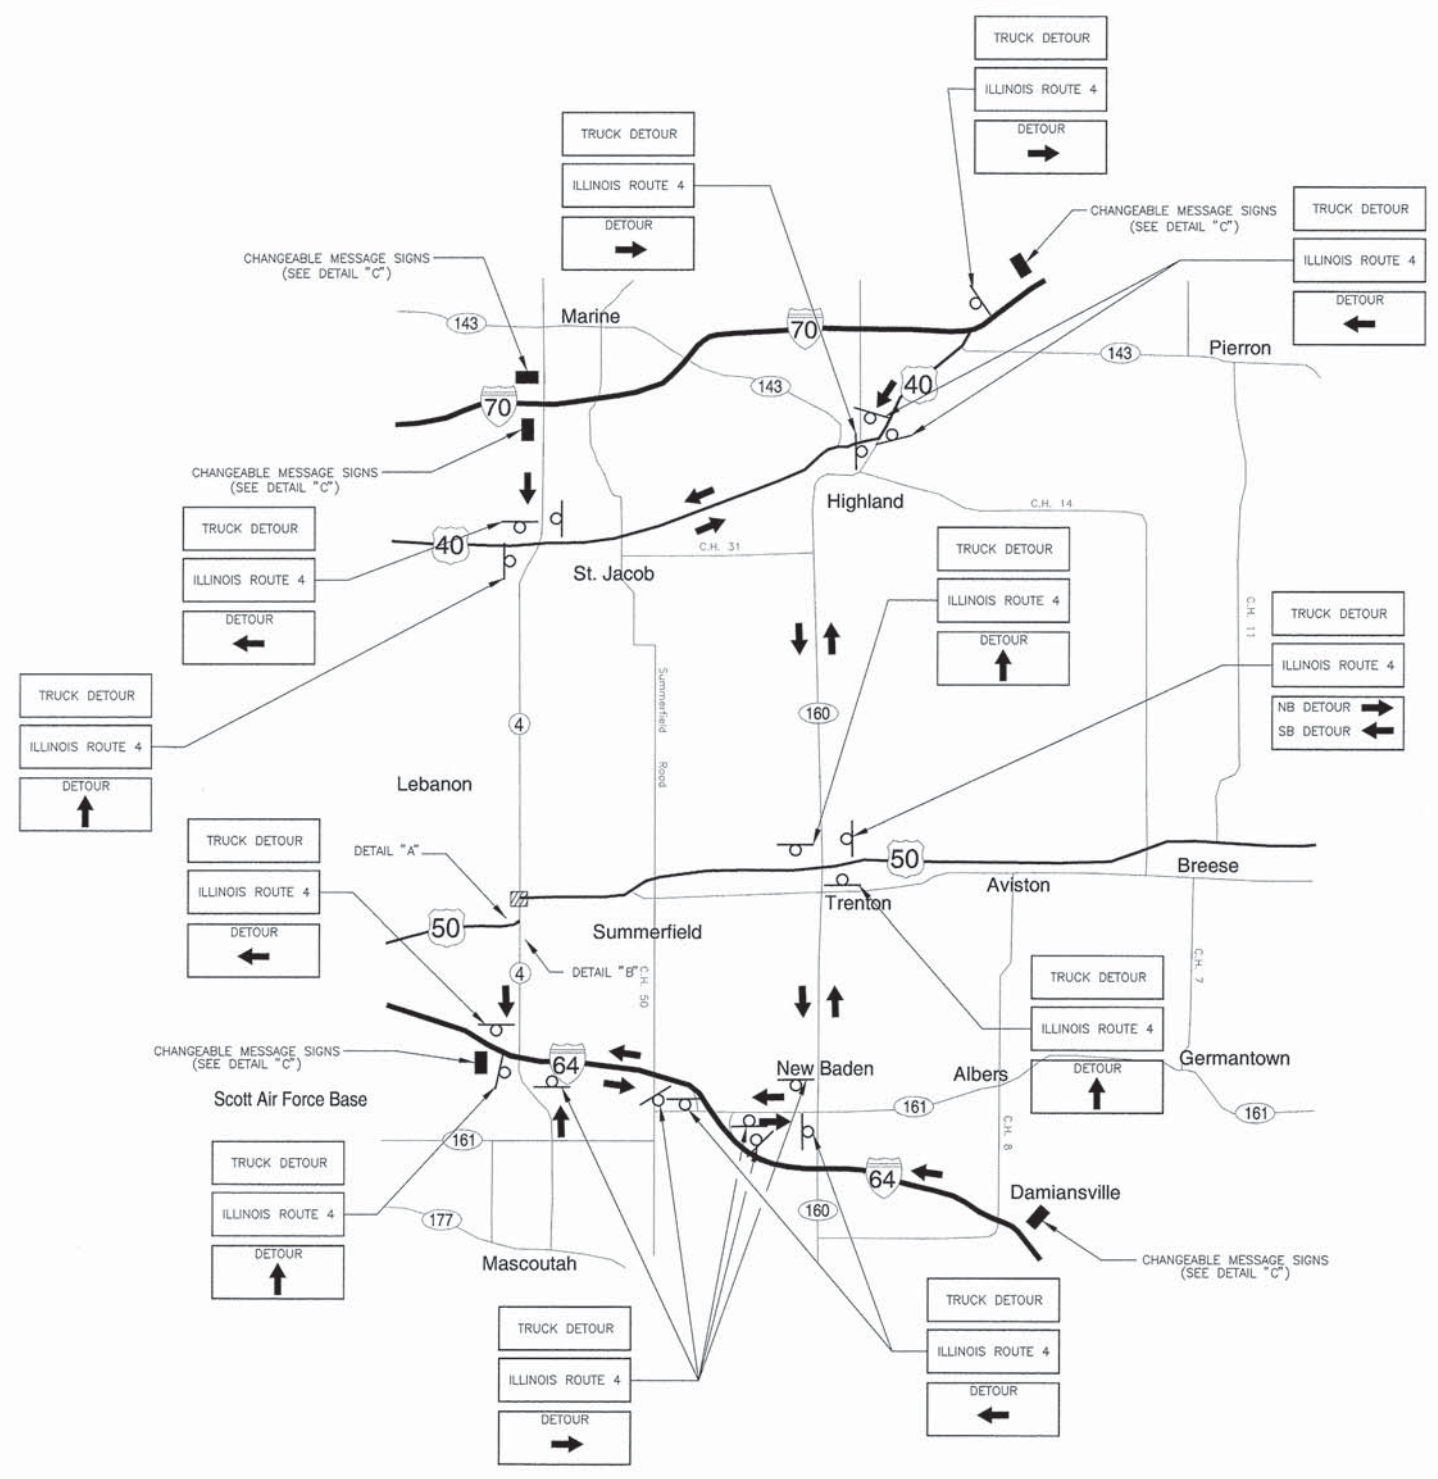 TRUCK DETOUR
ILLINOIS ROUTE 4
DETOUR
TRUCK DETOUR
ILLINOIS ROUTE 4
DETOUR
CHANGEABLE MESSAGE SIGNS
(SEE DETAIL "C")
TRUCK DETOUR
ILLINOIS ROUTE 4
DETOUR
CHANGEABLE MESSAGE SIGNS
(SEE DETAIL "C")
143
Marine
70
143
Pierron
143
40
70
CHANGEABLE MESSAGE SIGNS
(SEE DETAIL "C")
Highland
C.H. 14
TRUCK DETOUR
ILLINOIS ROUTE 4
DETOUR
40
C.H. 31
St. Jacob
TRUCK DETOUR
ILLINOIS ROUTE 4
DETOUR
C.H. 11
TRUCK DETOUR
ILLINOIS ROUTE 4
NB DETOUR
SB DETOUR
TRUCK DETOUR
ILLINOIS ROUTE 4
DETOUR
4
Summerfield Road
160
Lebanon
TRUCK DETOUR
ILLINOIS ROUTE 4
DETOUR
DETAIL "A"
50
Breese
Aviston
Trenton
50
Summerfield
4
DETAIL "B"
C.H. 50
C.H. 7
TRUCK DETOUR
ILLINOIS ROUTE 4
DETOUR
CHANGEABLE MESSAGE SIGNS
(SEE DETAIL "C")
64
New Baden
Albers
Germantown
Scott Air Force Base
161
161
161
C.H. 8
TRUCK DETOUR
ILLINOIS ROUTE 4
DETOUR
64
Damiansville
177
160
Mascoutah
CHANGEABLE MESSAGE SIGNS
(SEE DETAIL "C")
TRUCK DETOUR
ILLINOIS ROUTE 4
DETOUR
TRUCK DETOUR
ILLINOIS ROUTE 4
DETOUR